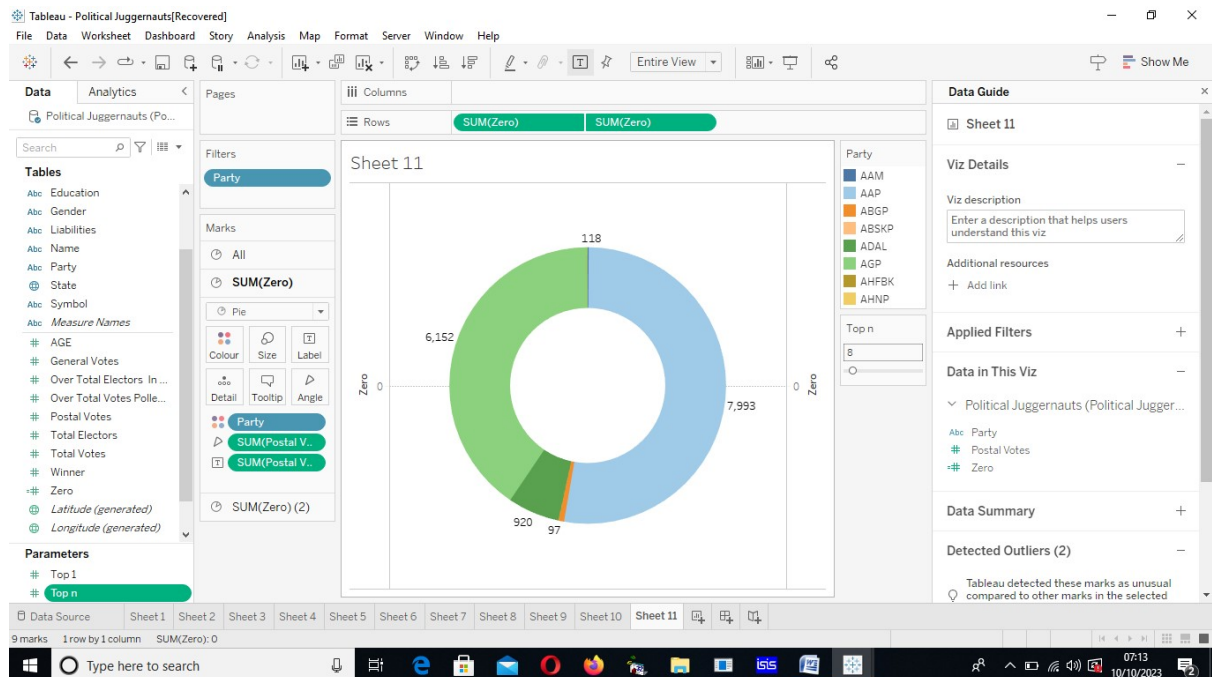 Tableau - Political Juggernauts[Recovered]
File Data Worksheet Dashboard Story Analysis Map Format Server Window Help
Entire View
Show Me
Data Analytics
Political Juggernauts (Po...
Search
Tables
Abc Education
Abc Gender
Abc Liabilities
Abc Name
Abc Party
State
Abc Symbol
Abc Measure Names
# AGE
# General Votes
# Over Total Electors In ...
# Over Total Votes Polle...
# Postal Votes
# Total Electors
# Total Votes
# Winner
=# Zero
Latitude (generated)
Longitude (generated)
Parameters
# Top 1
# Top n
Pages
Filters
Party
Marks
All
SUM(Zero)
Pie
Colour Size Label
Detail Tooltip Angle
Party
SUM(Postal V..
SUM(Postal V..
SUM(Zero) (2)
Columns
Rows SUM(Zero) SUM(Zero)
Sheet 11
118
6,152
Zero 0
0 Zero
7,993
920
97
Party
AAM
AAP
ABGP
ABSKP
ADAL
AGP
AHFBK
AHNP
Top n
8
Data Guide
Sheet 11
Viz Details
Viz description
Enter a description that helps users
understand this viz
Additional resources
+ Add link
Applied Filters
Data in This Viz
Political Juggernauts (Political Jugger...
Abc Party
# Postal Votes
=# Zero
Data Summary
Detected Outliers (2)
Tableau detected these marks as unusual
compared to other marks in the selected
Data Source Sheet 1 Sheet 2 Sheet 3 Sheet 4 Sheet 5 Sheet 6 Sheet 7 Sheet 8 Sheet 9 Sheet 10 Sheet 11
9 marks 1 row by 1 column SUM(Zero): 0
Type here to search
isis
07:13
10/10/2023
2